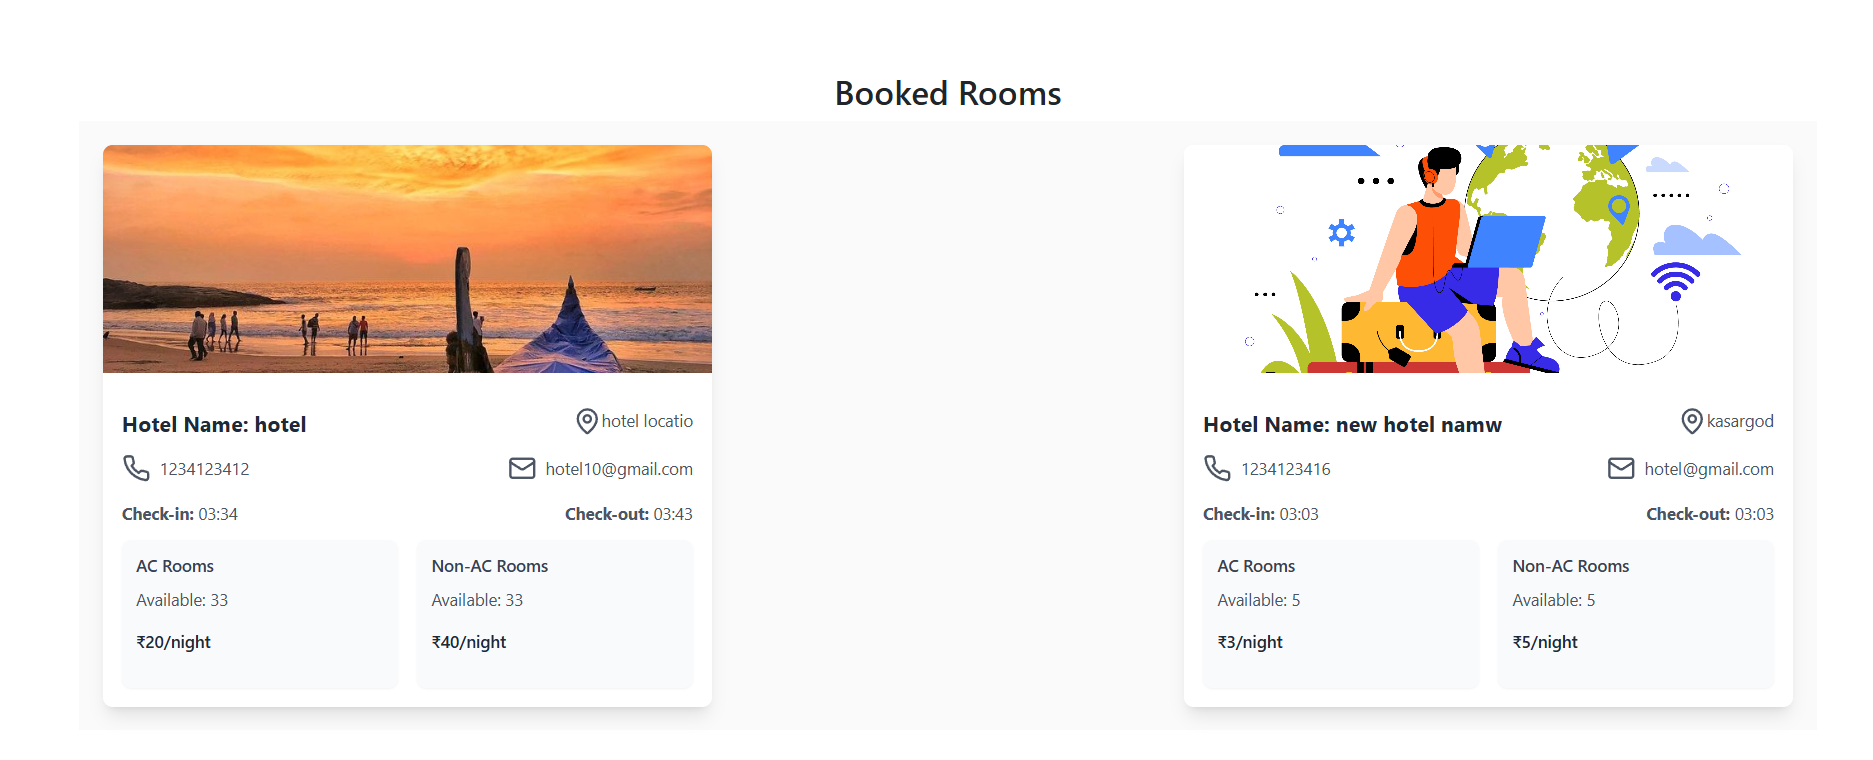 Booked Rooms
Hotel Name: hotel
hotel locatio
1234123412
hotel10@gmail.com
Check-in: 03:34
Check-out: 03:43
AC Rooms
Available: 33
₹20/night
Non-AC Rooms
Available: 33
₹40/night
Hotel Name: new hotel namw
kasargod
1234123416
hotel@gmail.com
Check-in: 03:03
Check-out: 03:03
AC Rooms
Available: 5
₹3/night
Non-AC Rooms
Available: 5
₹5/night